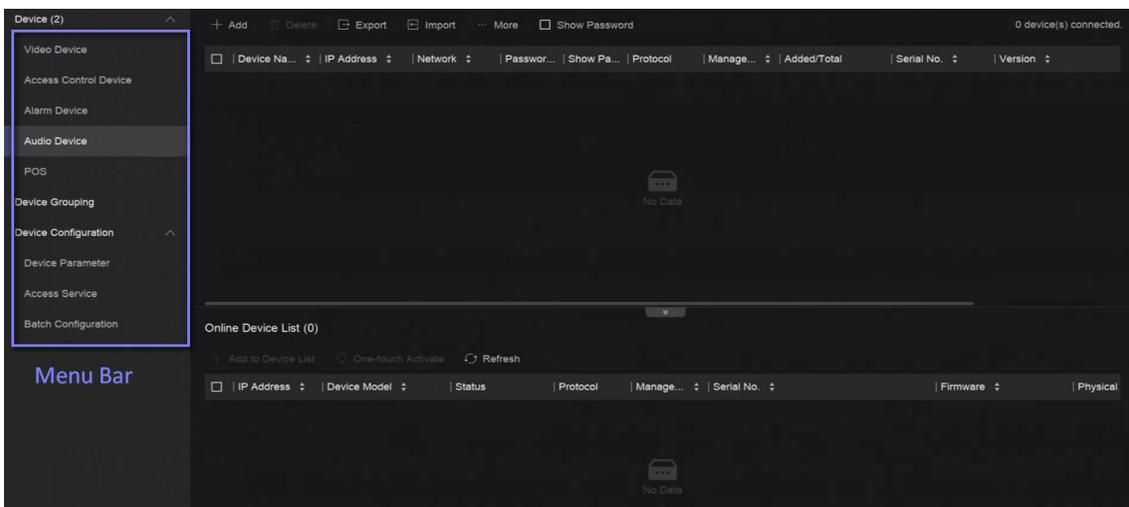 Device (2)
+ Add Delete Export Import ··· More Show Password 0 device(s) connected.
Video Device
| Device Na... | IP Address | Network | Passwor... | Show Pa... | Protocol | Manage... | Added/Total | Serial No. | Version
Access Control Device
Alarm Device
Audio Device
POS
No Data
Device Grouping
Device Configuration
Device Parameter
Access Service
Batch Configuration
Online Device List (0)
+ Add to Device List One-touch Activate Refresh
Menu Bar
| IP Address | Device Model | Status | Protocol | Manage... | Serial No. | Firmware | Physical
No Data